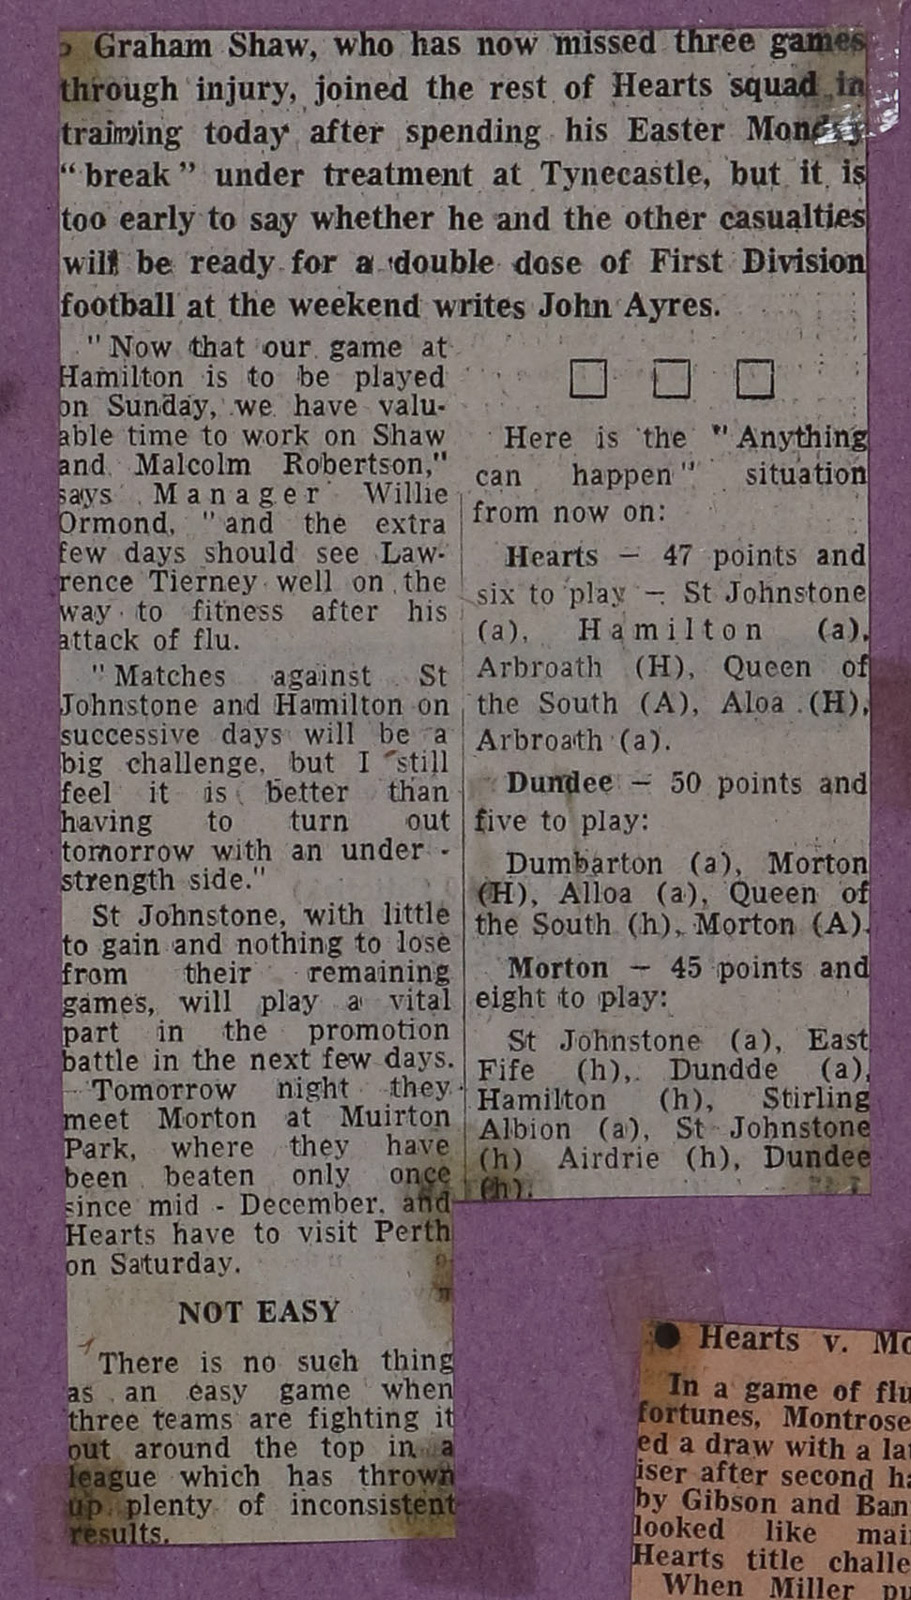 Graham Shaw, who has now missed three games
through injury, joined the rest of Hearts squad in
training today after spending his Easter Monday
"break" under treatment at Tynecastle, but it is
too early to say whether he and the other casualties
will be ready for a double dose of First Division
football at the weekend writes John Ayres.
"Now that our game at
Hamilton is to be played
on Sunday, we have valu-
able time to work on Shaw
and Malcolm Robertson,"
says Manager Willie
Ormond, "and the extra
few days should see Law-
rence Tierney well on the
way to fitness after his
attack of flu.
"Matches against St
Johnstone and Hamilton on
successive days will be a
big challenge, but I still
feel it is better than
having to turn out
tomorrow with an under -
strength side."
St Johnstone, with little
to gain and nothing to lose
from their remaining
games, will play a vital
part in the promotion
battle in the next few days.
Tomorrow night they
meet Morton at Muirton
Park, where they have
been beaten only once
since mid - December, and
Hearts have to visit Perth
on Saturday.
NOT EASY
There is no such thing
as an easy game when
three teams are fighting it
out around the top in a
league which has thrown
up plenty of inconsistent
results.
Here is the "Anything
can happen" situation
from now on:
Hearts — 47 points and
six to play — St Johnstone
(a), Hamilton (a),
Arbroath (H), Queen of
the South (A), Aloa (H),
Arbroath (a).
Dundee — 50 points and
five to play:
Dumbarton (a), Morton
(H), Alloa (a), Queen of
the South (h), Morton (A).
Morton — 45 points and
eight to play:
St Johnstone (a), East
Fife (h), Dundde (a),
Hamilton (h), Stirling
Albion (a), St Johnstone
(h) Airdrie (h), Dundee
(h).
Hearts v. Mo
In a game of flu
fortunes, Montrose
ed a draw with a la
iser after second ha
by Gibson and Ban
looked like mai
Hearts title challe
When Miller pu